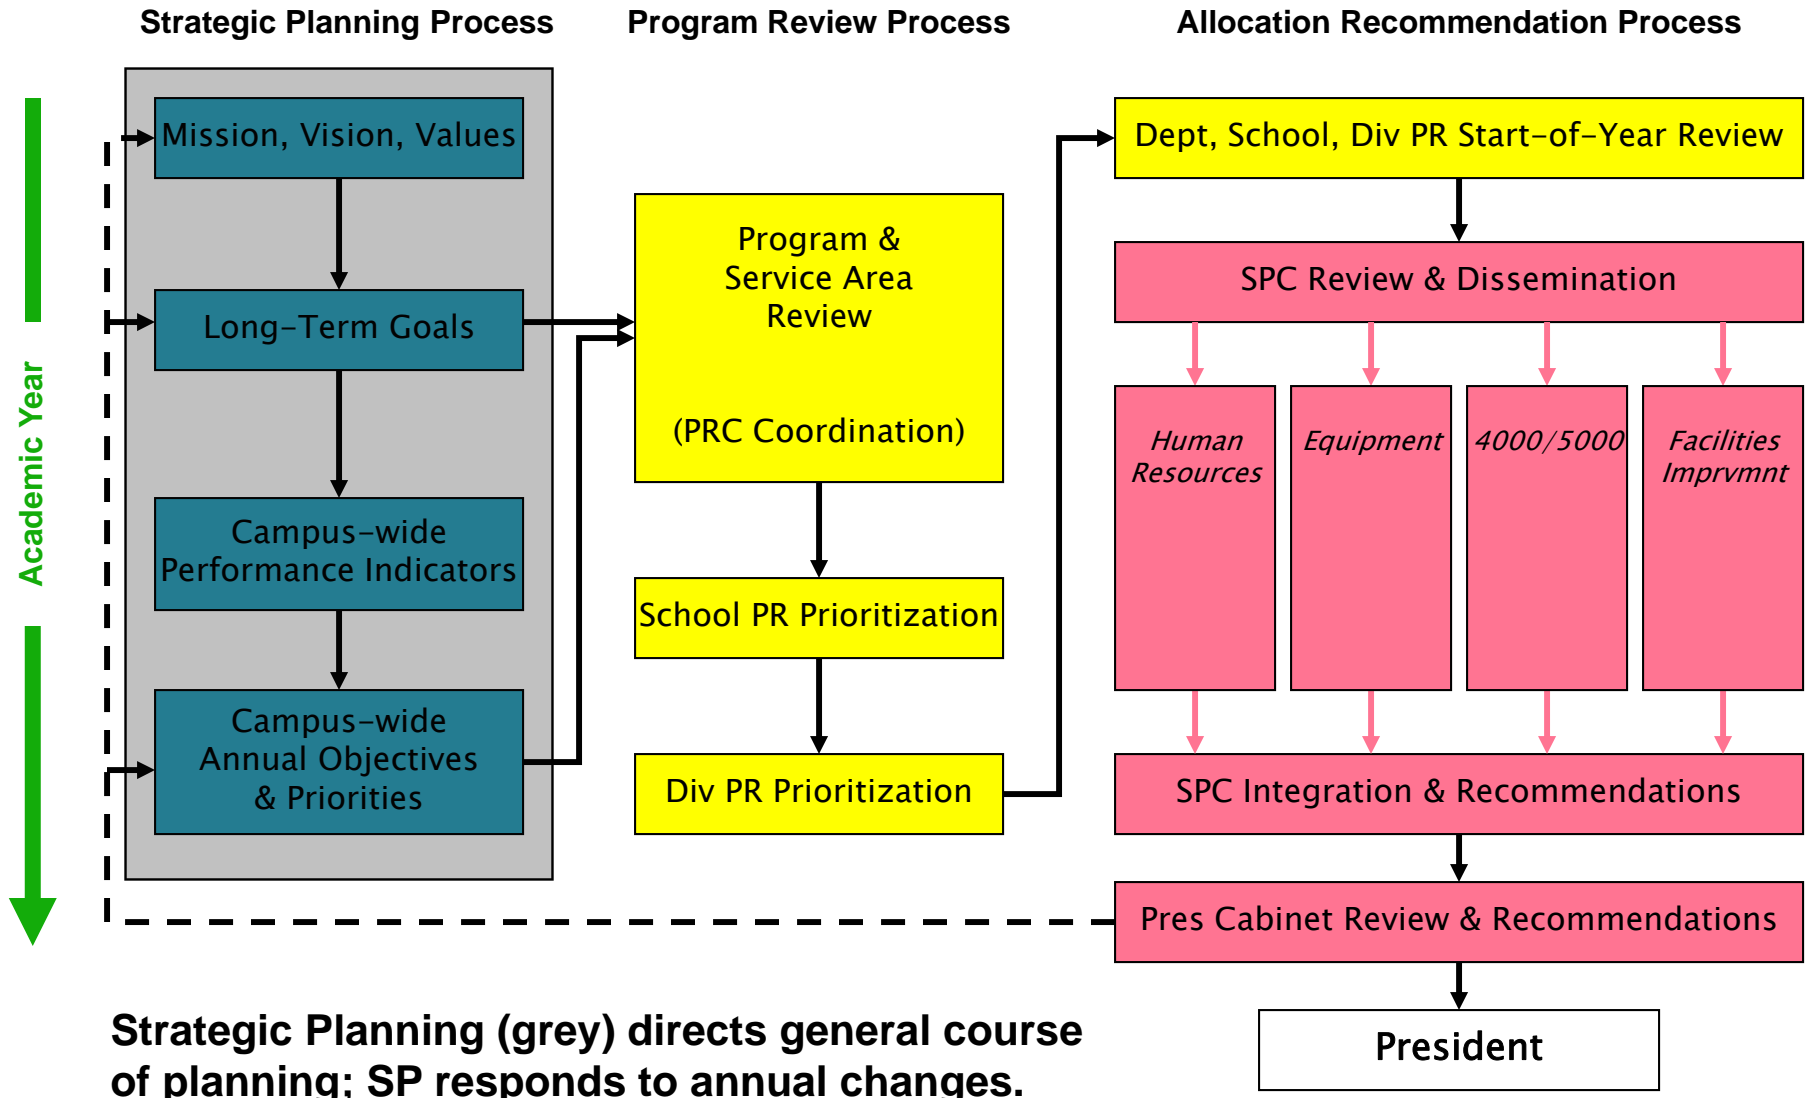 Strategic Planning Process
Program Review Process
Allocation Recommendation Process
Academic Year
Mission, Vision, Values
Long-Term Goals
Campus-wide
Performance Indicators
Campus-wide
Annual Objectives
& Priorities
Program &
Service Area
Review
(PRC Coordination)
School PR Prioritization
Div PR Prioritization
Dept, School, Div PR Start-of-Year Review
SPC Review & Dissemination
Human
Resources
Equipment
4000/5000
Facilities
Imprvmnt
SPC Integration & Recommendations
Pres Cabinet Review & Recommendations
President
Strategic Planning (grey) directs general course
of planning; SP responds to annual changes.